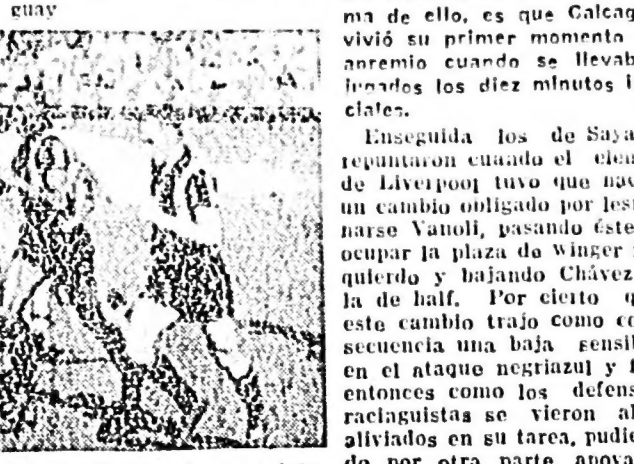 guay
ma de ello, es que Calcag
vivió su primer momento
apremio cuando se llevab
jugados los diez minutos i
ciales.
Enseguida los de Saya
repuntaron cuando el elen
de Liverpool tuvo que hac
un cambio obligado por lesi
narse Vanoli, pasando éste
ocupar la plaza de winger
quierdo y bajando Chávez
la de half. Por cierto q
este cambio trajo como co
secuencia una baja sensib
en el ataque negriazul y f
entonces como los defens
raciaguistas se vieron al
aliviados en su tarea, pudie
do por otra parte apoya